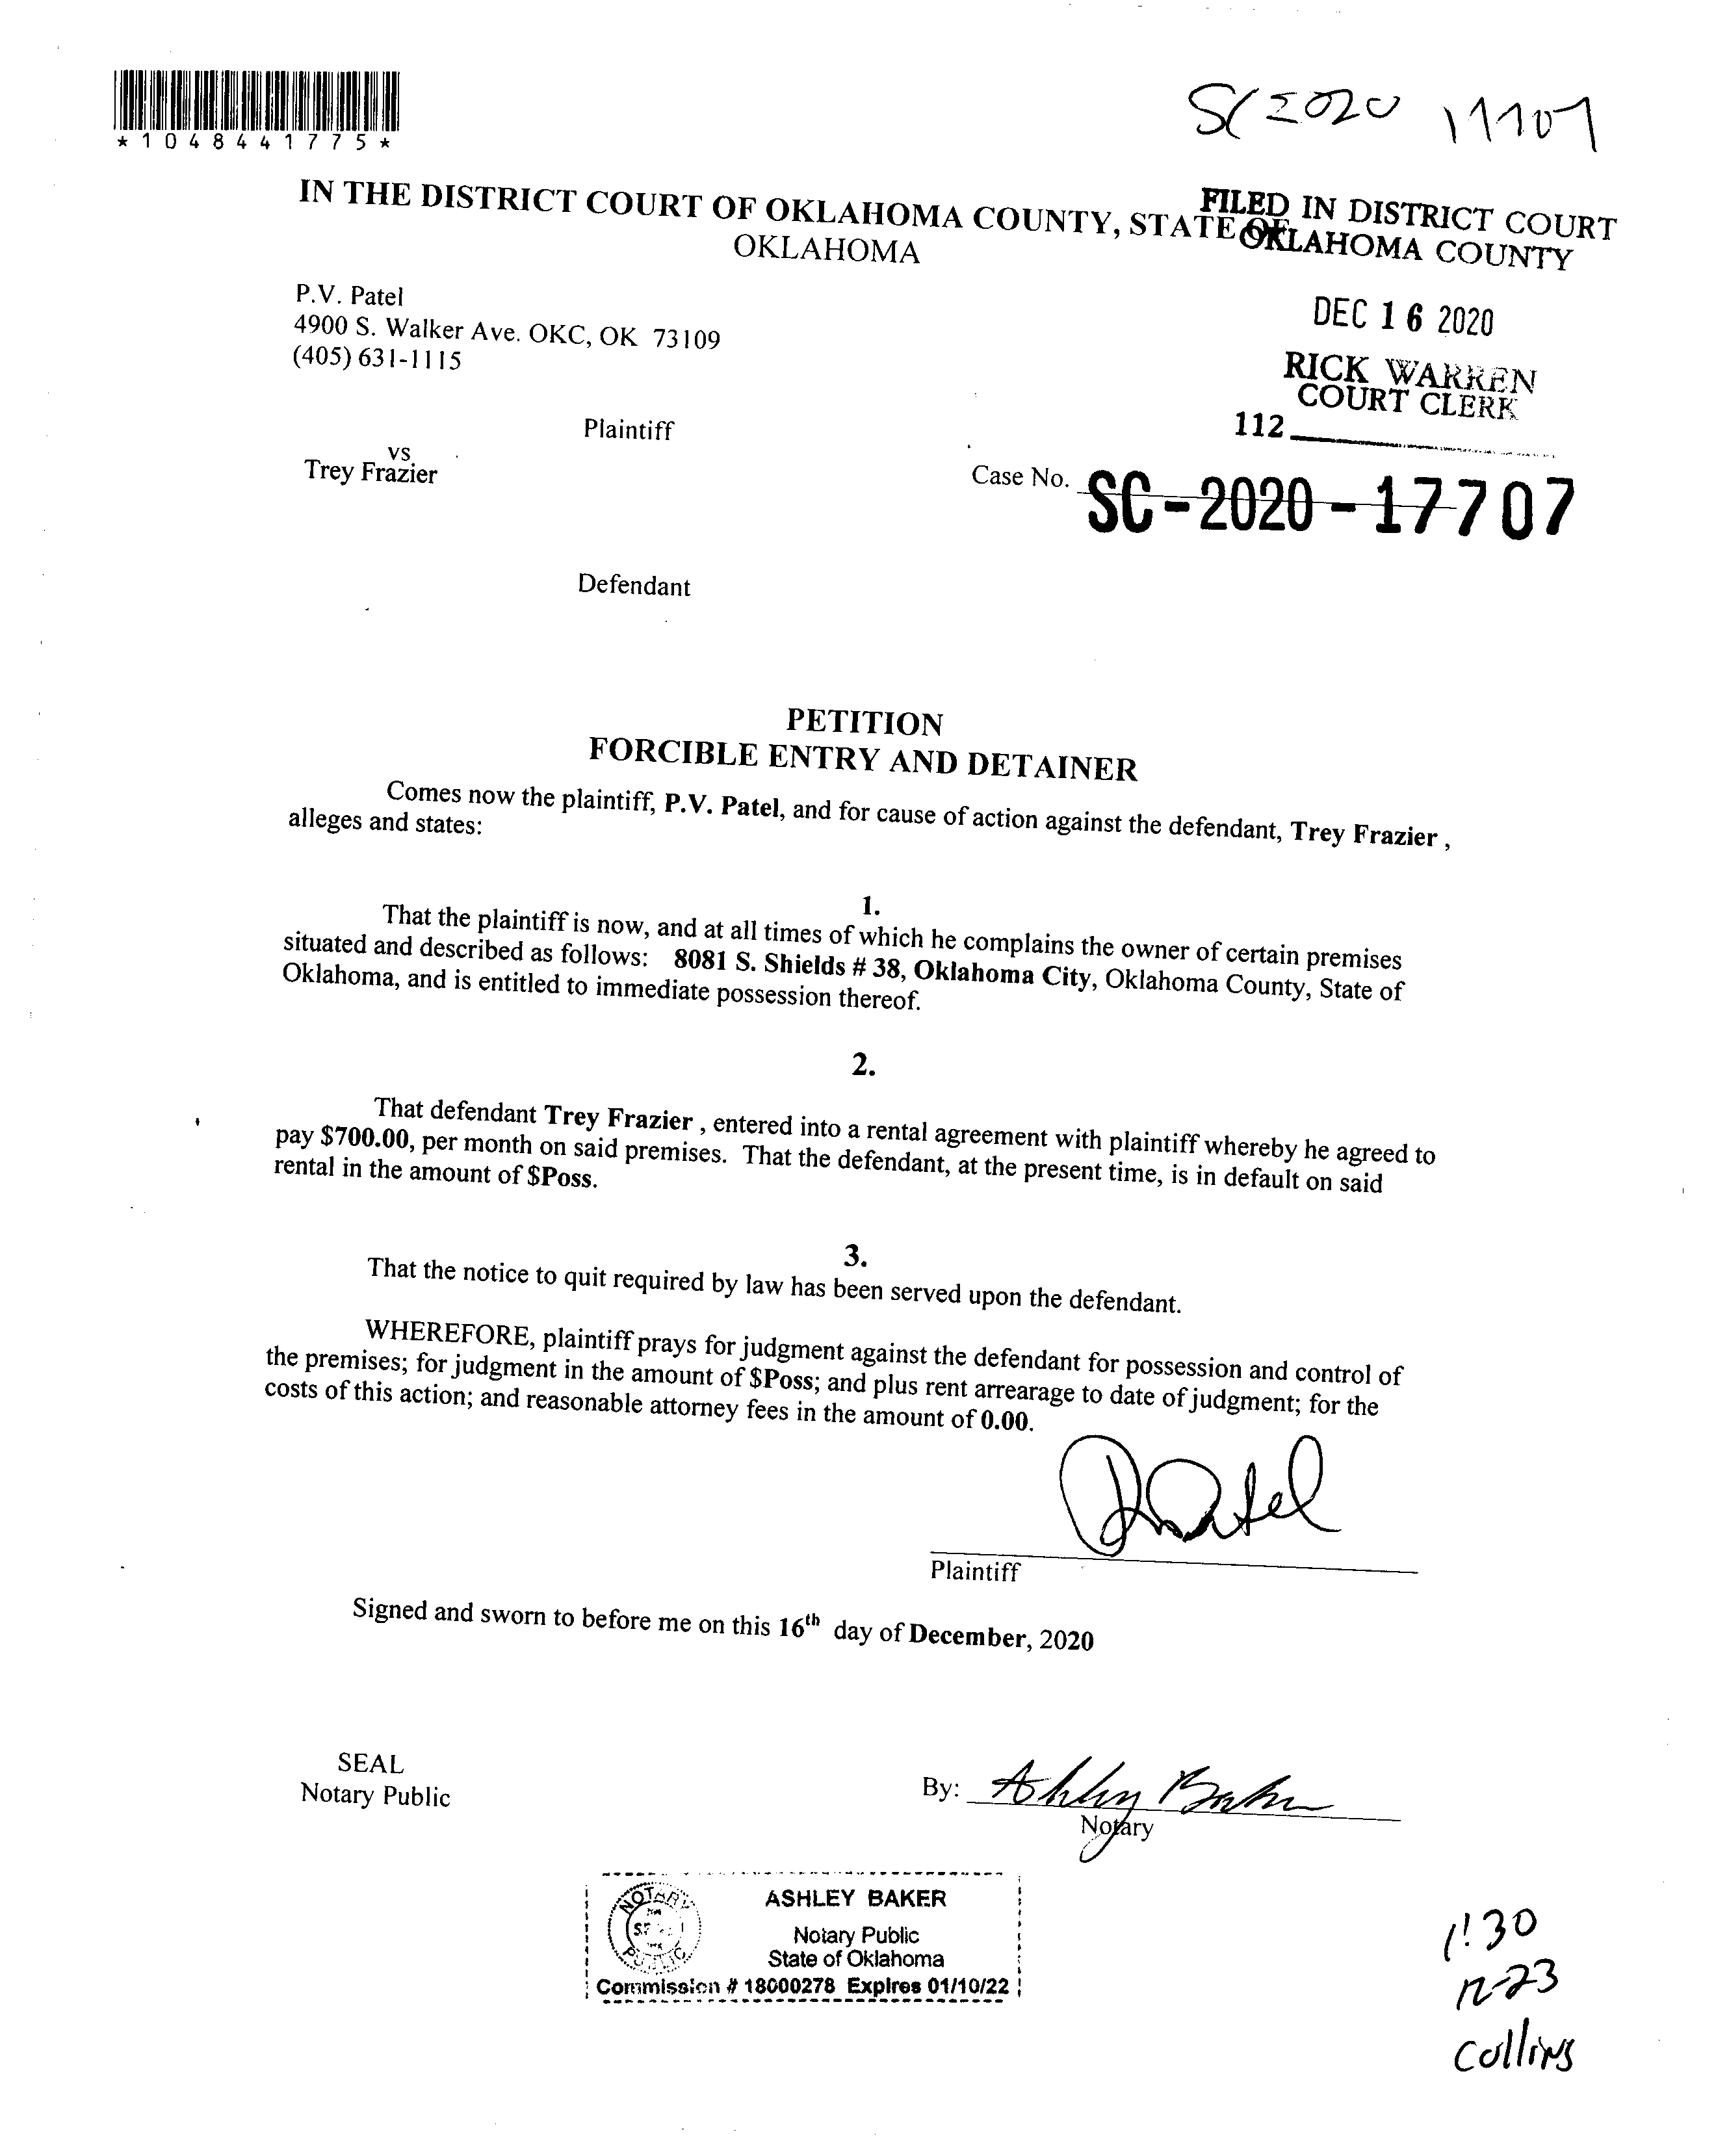 *1048441775*
SC 2020 17707
IN THE DISTRICT COURT OF OKLAHOMA COUNTY, STATE OF
OKLAHOMA
FILED IN DISTRICT COURT
OKLAHOMA COUNTY
P.V. Patel
4900 S. Walker Ave. OKC, OK 73109
(405) 631-1115
DEC 16 2020
RICK WARREN
COURT CLERK
112
Plaintiff
vs
Trey Frazier
Case No. SC-2020-17707
Defendant
PETITION
FORCIBLE ENTRY AND DETAINER
Comes now the plaintiff, P.V. Patel, and for cause of action against the defendant, Trey Frazier ,
alleges and states:
1.
That the plaintiff is now, and at all times of which he complains the owner of certain premises
situated and described as follows: 8081 S. Shields # 38, Oklahoma City, Oklahoma County, State of
Oklahoma, and is entitled to immediate possession thereof.
2.
That defendant Trey Frazier , entered into a rental agreement with plaintiff whereby he agreed to
pay $700.00, per month on said premises. That the defendant, at the present time, is in default on said
rental in the amount of $Poss.
3.
That the notice to quit required by law has been served upon the defendant.
WHEREFORE, plaintiff prays for judgment against the defendant for possession and control of
the premises; for judgment in the amount of $Poss; and plus rent arrearage to date of judgment; for the
costs of this action; and reasonable attorney fees in the amount of 0.00.
Plaintiff
Signed and sworn to before me on this 16th day of December, 2020
SEAL
Notary Public
By: Ashley Baker
Notary
NOTARY
PUBLIC
ASHLEY BAKER
Notary Public
State of Oklahoma
Commission # 18000278 Expires 01/10/22
1:30
12-23
Collins